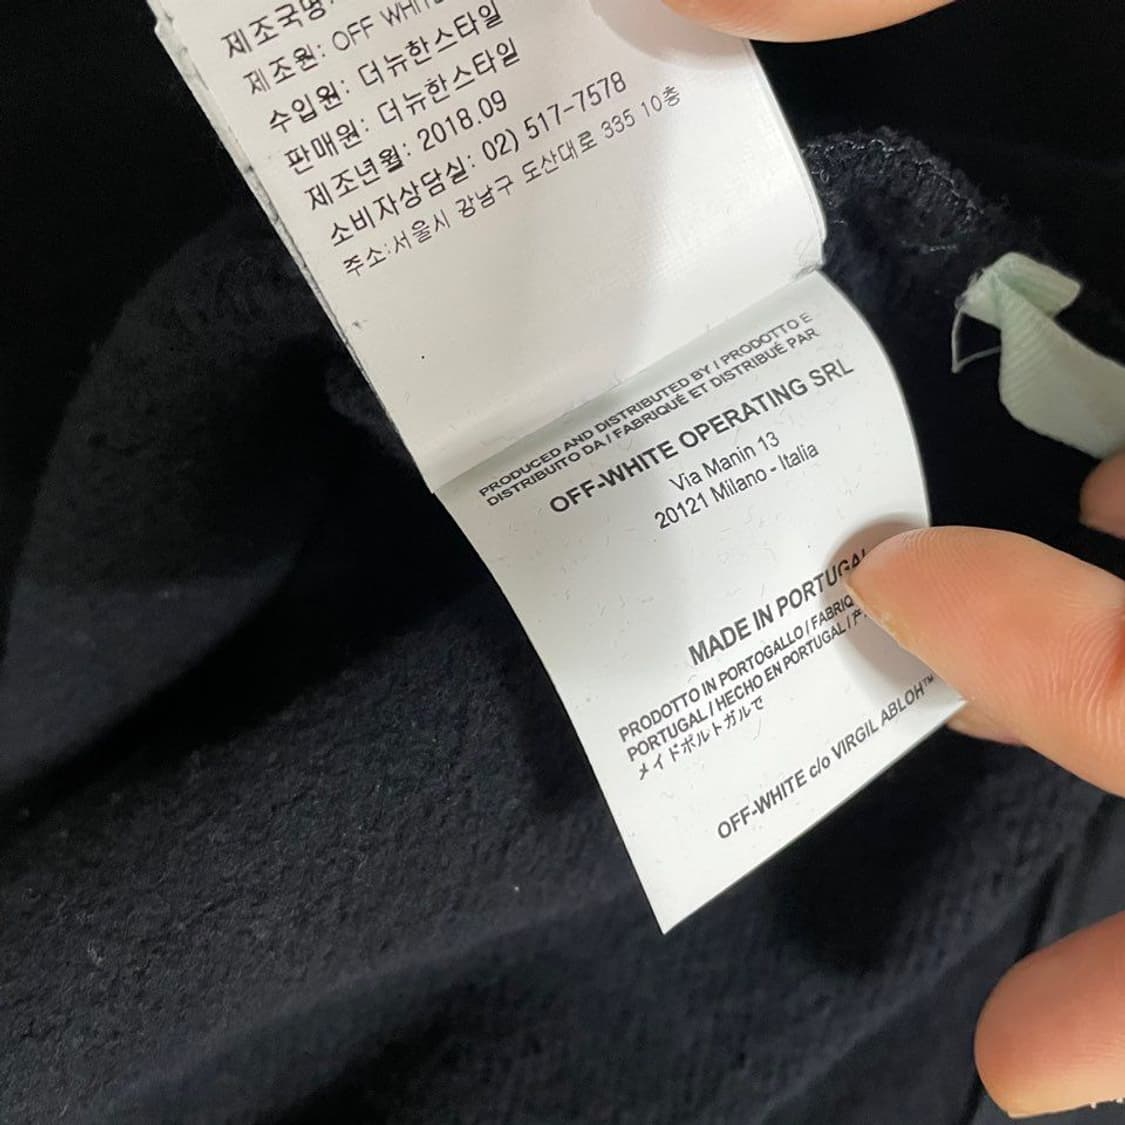 제조국명:
제조원: OFF WHITE
수입원: 더뉴한스타일
판매원: 더뉴한스타일
제조년월: 2018.09
소비자상담실: 02) 517-7578
주소:서울시 강남구 도산대로 335 10층
PRODUCED AND DISTRIBUTED BY / PRODOTTO E
DISTRIBUITO DA / FABRIQUÉ ET DISTRIBUÉ PAR
OFF-WHITE OPERATING SRL
Via Manin 13
20121 Milano - Italia
MADE IN PORTUGAL
PRODOTTO IN PORTOGALLO / FABRIQ
PORTUGAL / HECHO EN PORTUGAL / 产
メイドポルトガルで
OFF-WHITE c/o VIRGIL ABLOH™